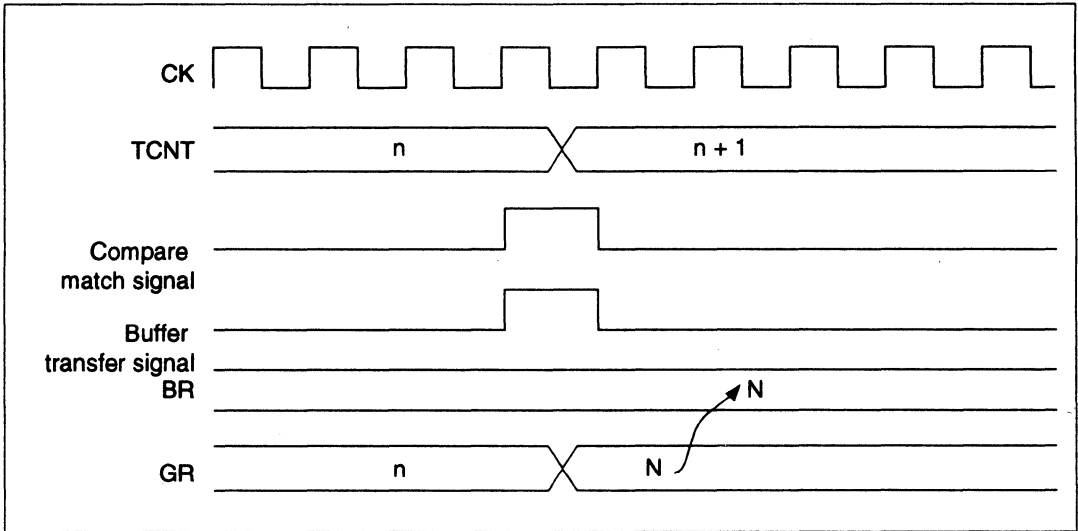 CK
TCNT
n
n + 1
Compare
match signal
Buffer
transfer signal
BR
N
GR
n
N